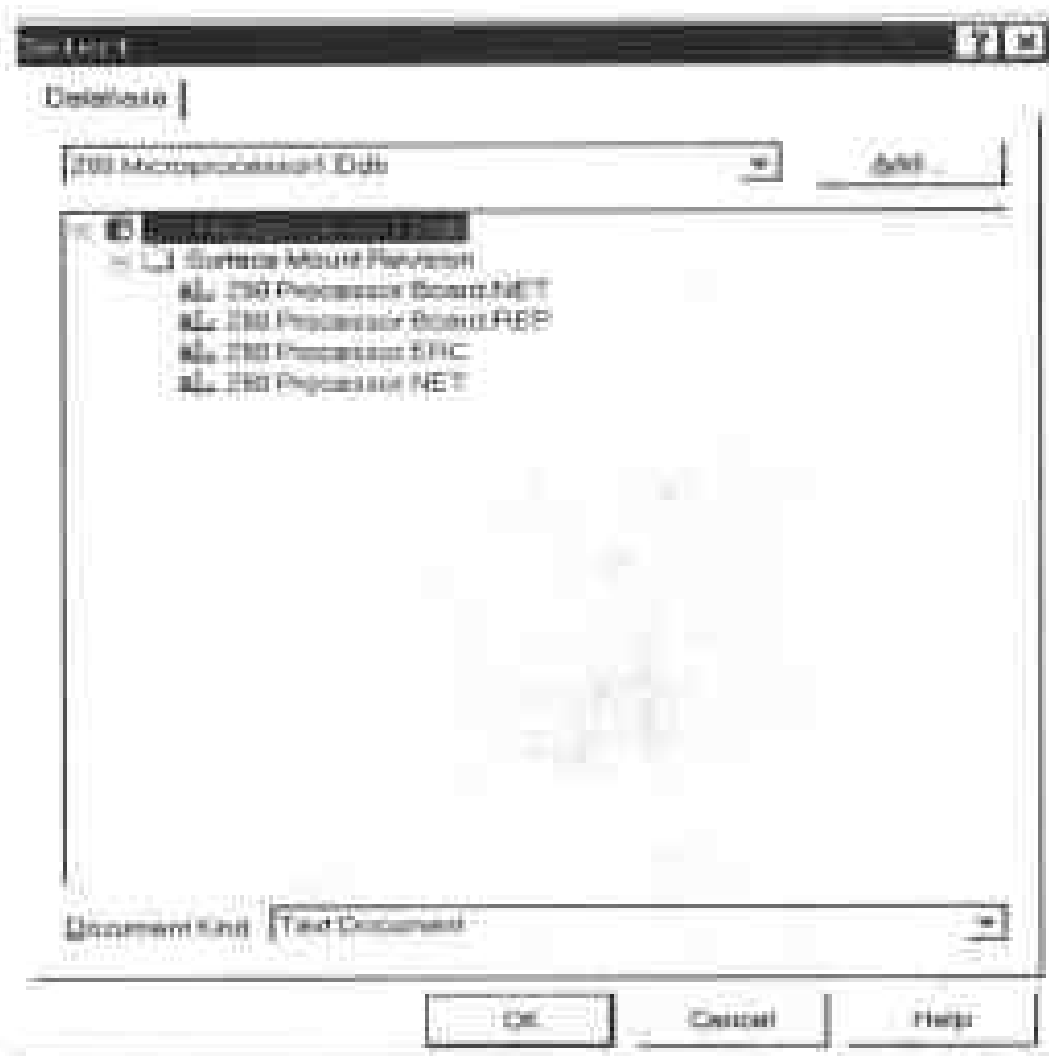 Select
Database
Z80 Microprocessor1.Ddb
Add...
Surface Mount Revision
Z80 Processor Board.NET
Z80 Processor Board.REP
Z80 Processor.ERC
Z80 Processor.NET
Document Kind Text Document
OK Cancel Help